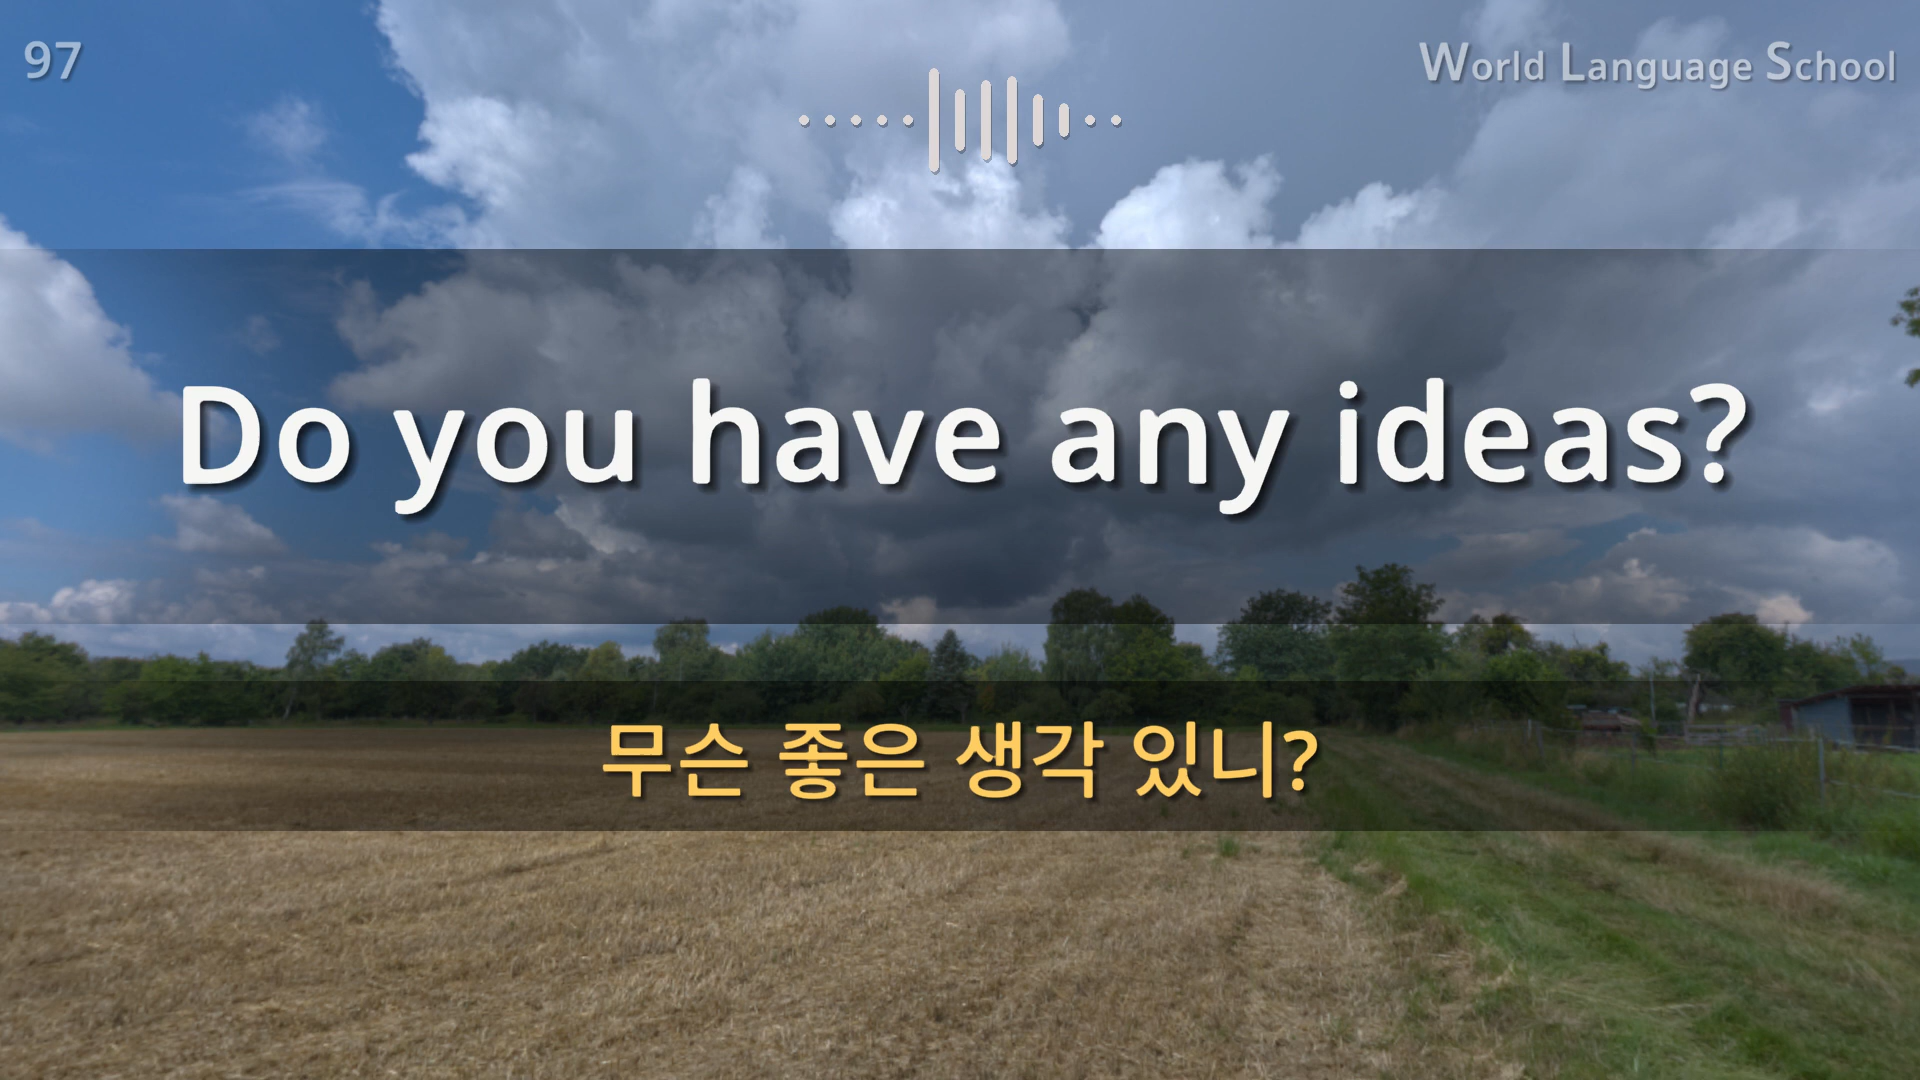 97
World Language School
Do you have any ideas?
무슨 좋은 생각 있니?